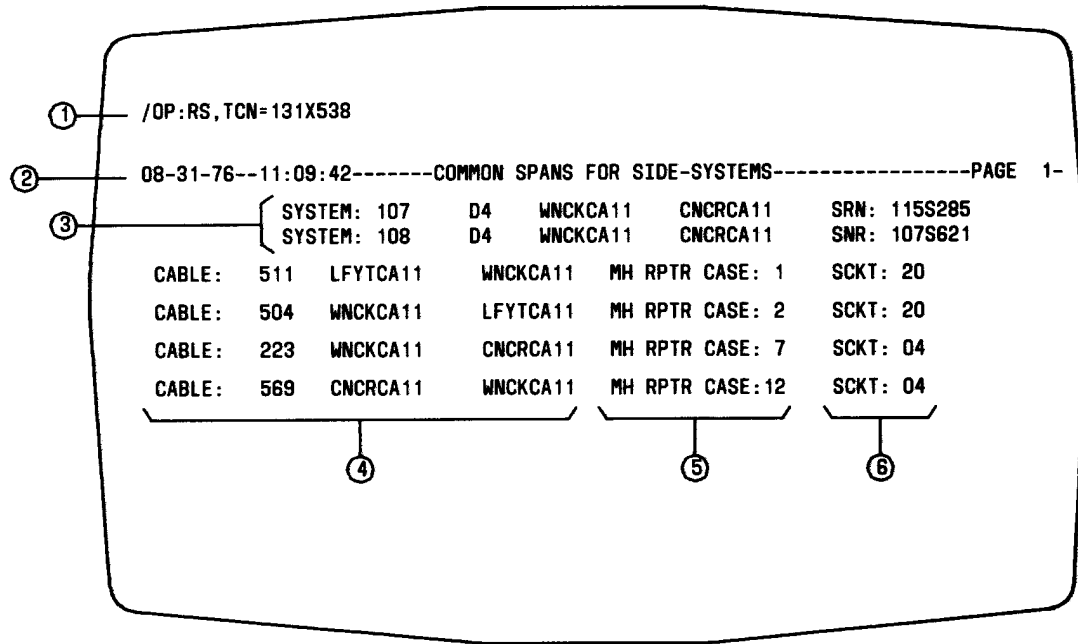 ① /OP:RS,TCN=131X538
② 08-31-76--11:09:42-------COMMON SPANS FOR SIDE-SYSTEMS-----------------PAGE 1-
③ SYSTEM: 107 D4 WNCKCA11 CNCRCA11 SRN: 115S285
SYSTEM: 108 D4 WNCKCA11 CNCRCA11 SNR: 107S621
CABLE: 511 LFYTCA11 WNCKCA11 MH RPTR CASE: 1 SCKT: 20
CABLE: 504 WNCKCA11 LFYTCA11 MH RPTR CASE: 2 SCKT: 20
CABLE: 223 WNCKCA11 CNCRCA11 MH RPTR CASE: 7 SCKT: 04
CABLE: 569 CNCRCA11 WNCKCA11 MH RPTR CASE:12 SCKT: 04
④ ⑤ ⑥